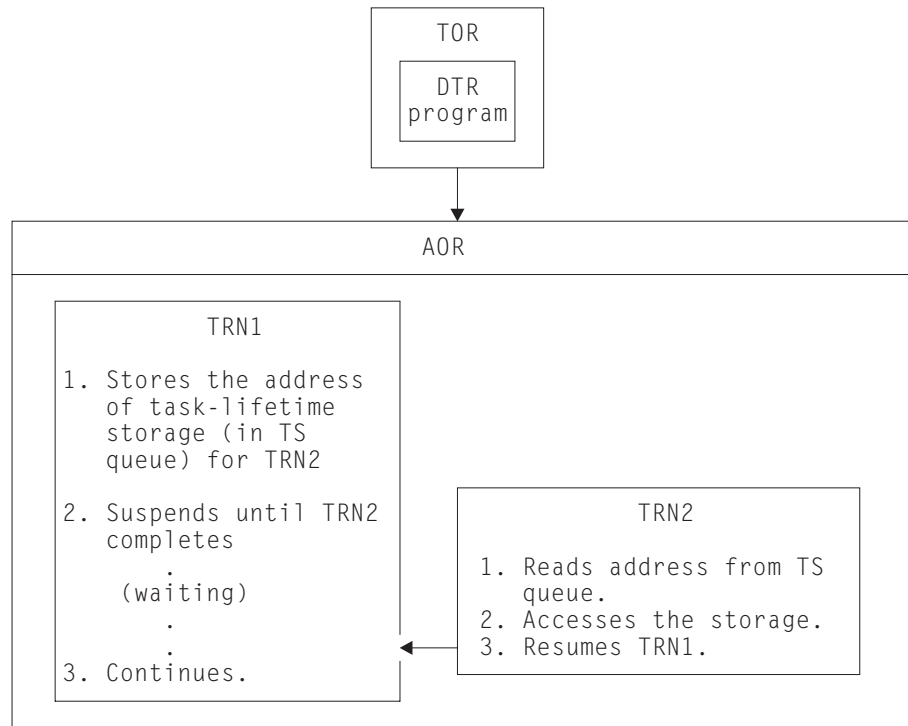 TOR
DTR
program
AOR
TRN1
1. Stores the address
of task-lifetime
storage (in TS
queue) for TRN2
2. Suspends until TRN2
completes
.
(waiting)
.
.
3. Continues.
TRN2
1. Reads address from TS
queue.
2. Accesses the storage.
3. Resumes TRN1.